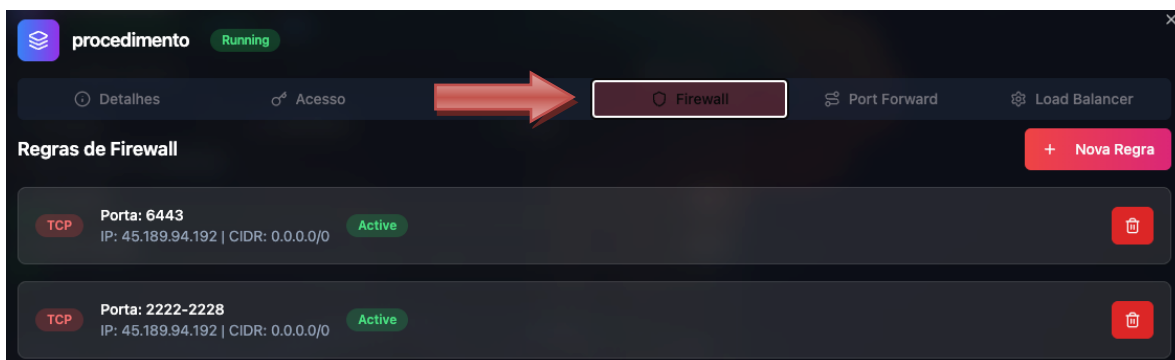 procedimento Running
Detalhes Acesso Firewall Port Forward Load Balancer
Regras de Firewall + Nova Regra
TCP Porta: 6443
IP: 45.189.94.192 | CIDR: 0.0.0.0/0 Active
TCP Porta: 2222-2228
IP: 45.189.94.192 | CIDR: 0.0.0.0/0 Active